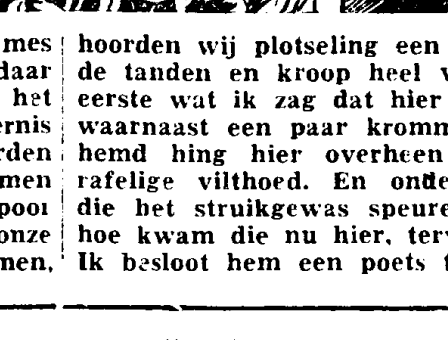 mes
daar
het
ernis
rden
men
onze
men,
hoorden wij plotseling een
de tanden en kroop heel
eerste wat ik zag dat hier
waarnaast een paar kromm
hemd hing hier overheen
rafelige vilthoed. En onde
die het struikgewas speure
hoe kwam die nu hier, ter
Ik besloot hem een poets